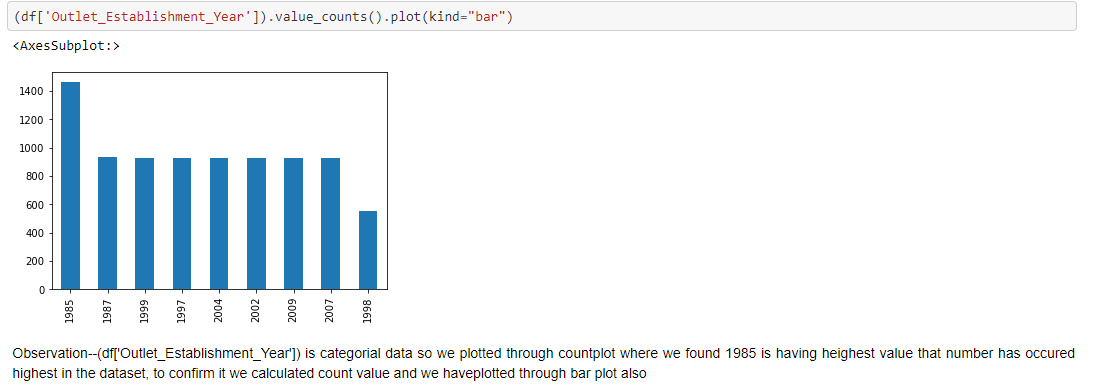 (df['Outlet_Establishment_Year']).value_counts().plot(kind="bar")
<AxesSubplot:>
1400
1200
1000
800
600
400
200
0
1985 1987 1999 1997 2004 2002 2009 2007 1998
Observation--(df['Outlet_Establishment_Year']) is categorial data so we plotted through countplot where we found 1985 is having heighest value that number has occured
highest in the dataset, to confirm it we calculated count value and we haveplotted through bar plot also